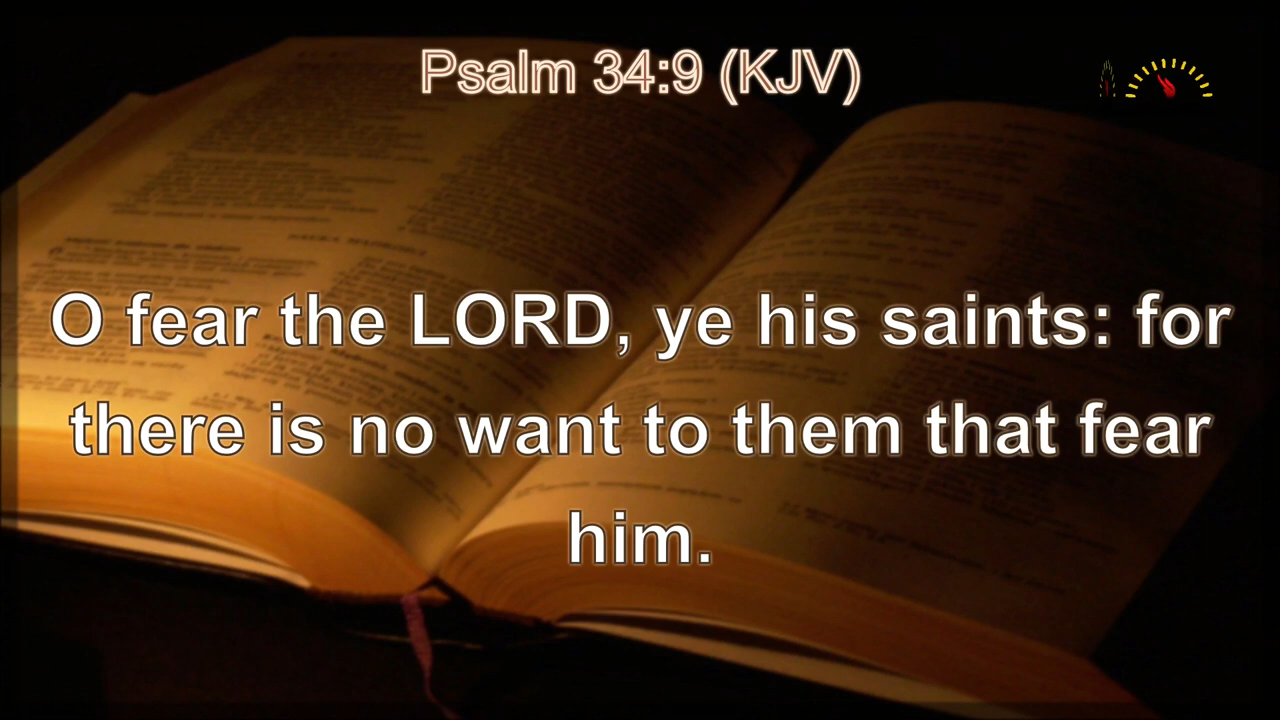 Psalm 34:9 (KJV)
O fear the LORD, ye his saints: for
there is no want to them that fear
him.